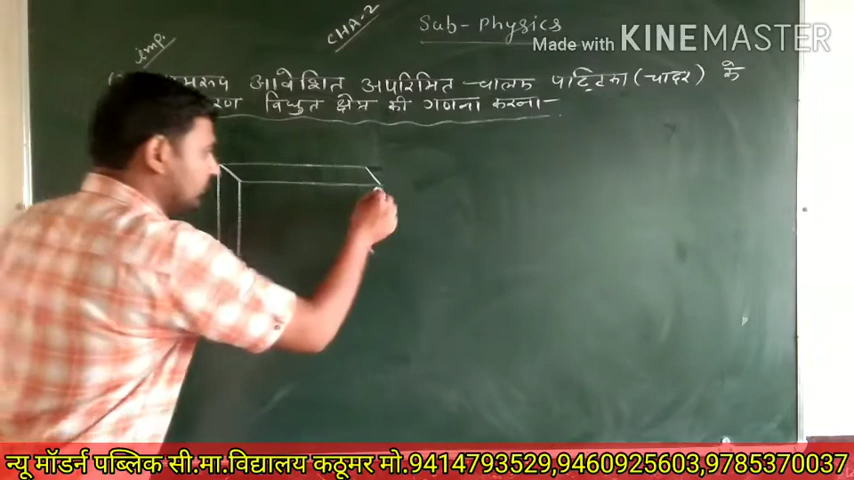 Sub-Physics
CHA-2
imp.
Made with KINEMASTER
आवेशित अपरिमित चालक पट्टिका (चादर) के
विद्युत क्षेत्र की गणना करना-
न्यू मॉडर्न पब्लिक सी.मा.विद्यालय कठूमर मो.9414793529,9460925603,9785370037